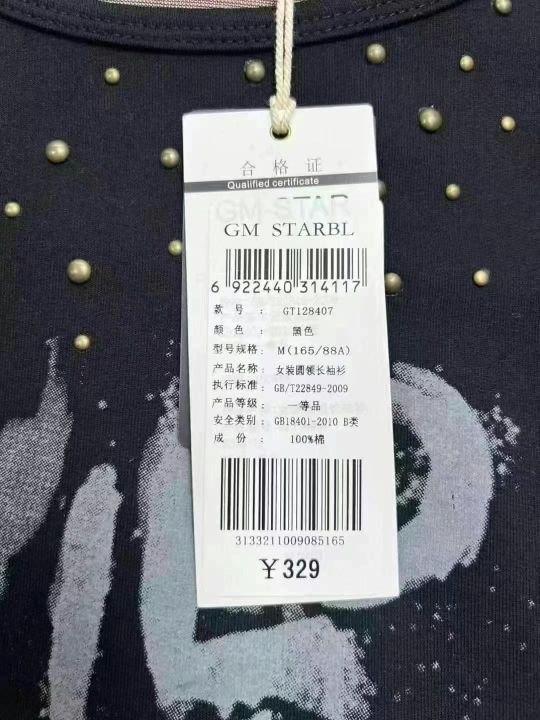 合格证
Qualified certificate
GM-STAR
GM STARBL
6 922440 314117
款 号： GT128407
颜 色： 黑色
型号规格： M(165/88A)
产品名称： 女装圆领长袖衫
执行标准： GB/T22849-2009
产品等级： 一等品
安全类别： GB18401-2010 B类
成 份： 100%棉
3133211009085165
￥329